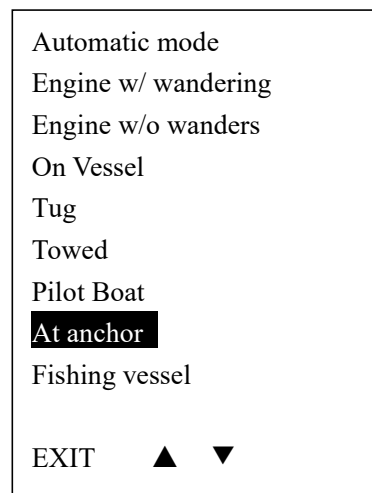 Automatic mode
Engine w/ wandering
Engine w/o wanders
On Vessel
Tug
Towed
Pilot Boat
At anchor
Fishing vessel
EXIT ▲ ▼